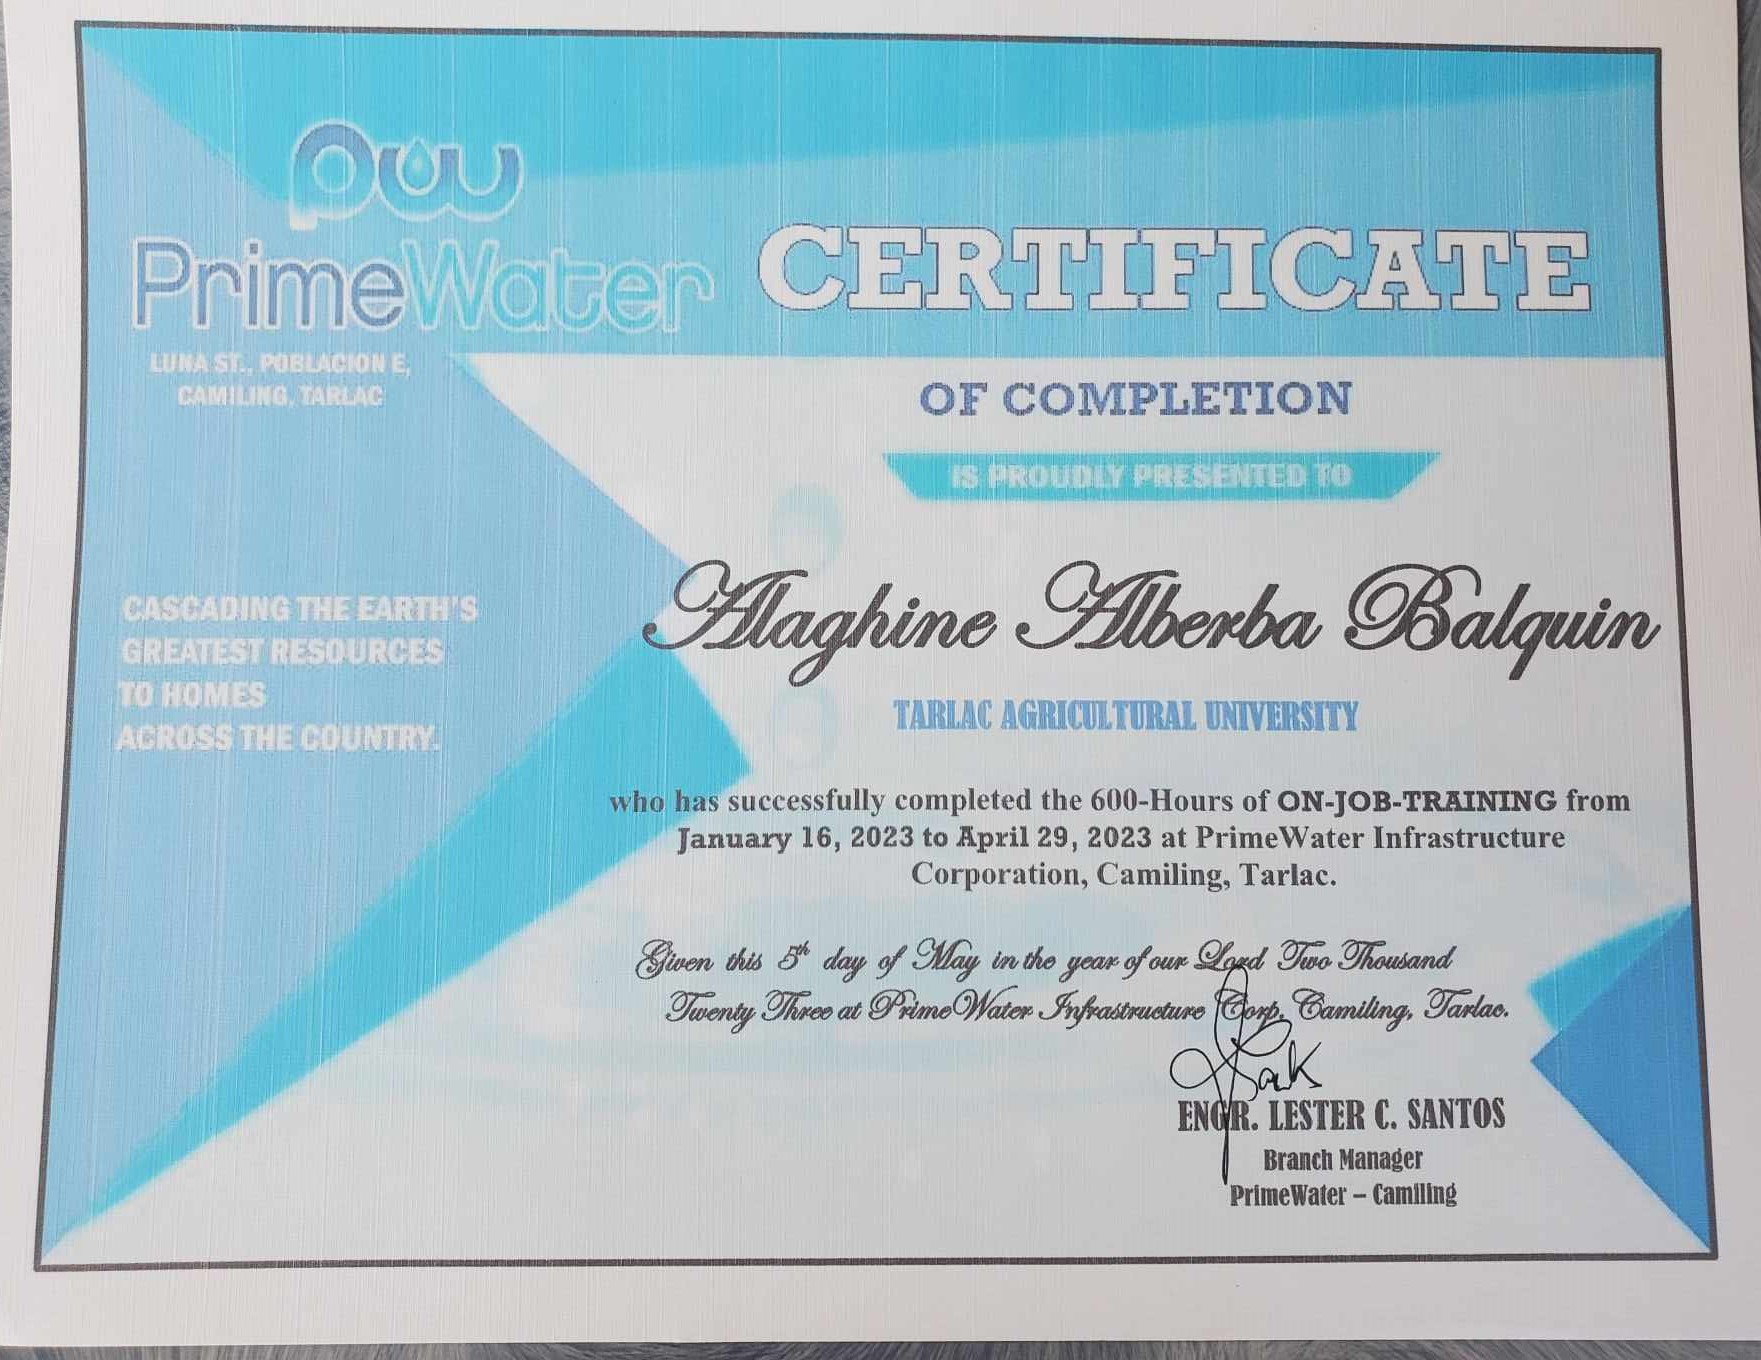 pw
PrimeWater
LUNA ST., POBLACION E,
CAMILING, TARLAC
CASCADING THE EARTH'S
GREATEST RESOURCES
TO HOMES
ACROSS THE COUNTRY.
CERTIFICATE
OF COMPLETION
IS PROUDLY PRESENTED TO
Alaghine Alberba Balquin
TARLAC AGRICULTURAL UNIVERSITY
who has successfully completed the 600-Hours of ON-JOB-TRAINING from
January 16, 2023 to April 29, 2023 at PrimeWater Infrastructure
Corporation, Camiling, Tarlac.
Given this 5th day of May in the year of our Lord Two Thousand
Twenty Three at PrimeWater Infrastructure Corp. Camiling, Tarlac.
ENGR. LESTER C. SANTOS
Branch Manager
PrimeWater – Camiling